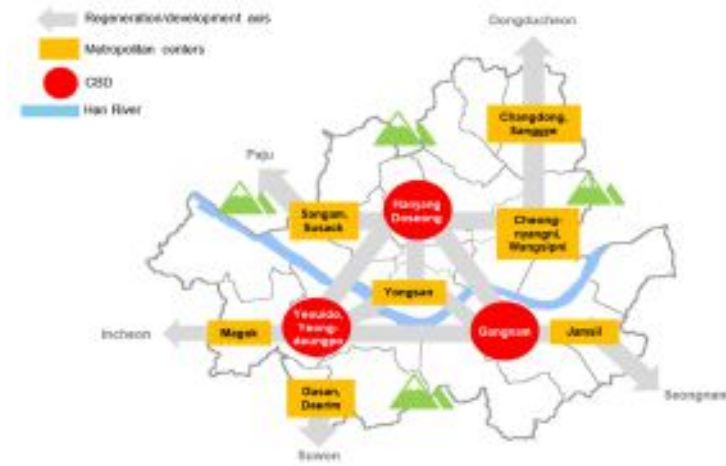 Regeneration/development axis
Metropolitan centers
CBD
Han River
Dongducheon
Changdong,
Sanggye
Paju
Hanyang
Doseong
Sangam,
Susaek
Cheong-
nyangni,
Wangsipni
Yongsan
Yeouido,
Yeong-
deungpo
Gangnam
Jamsil
Incheon
Magok
Gasan,
Daerim
Seongnam
Suwon